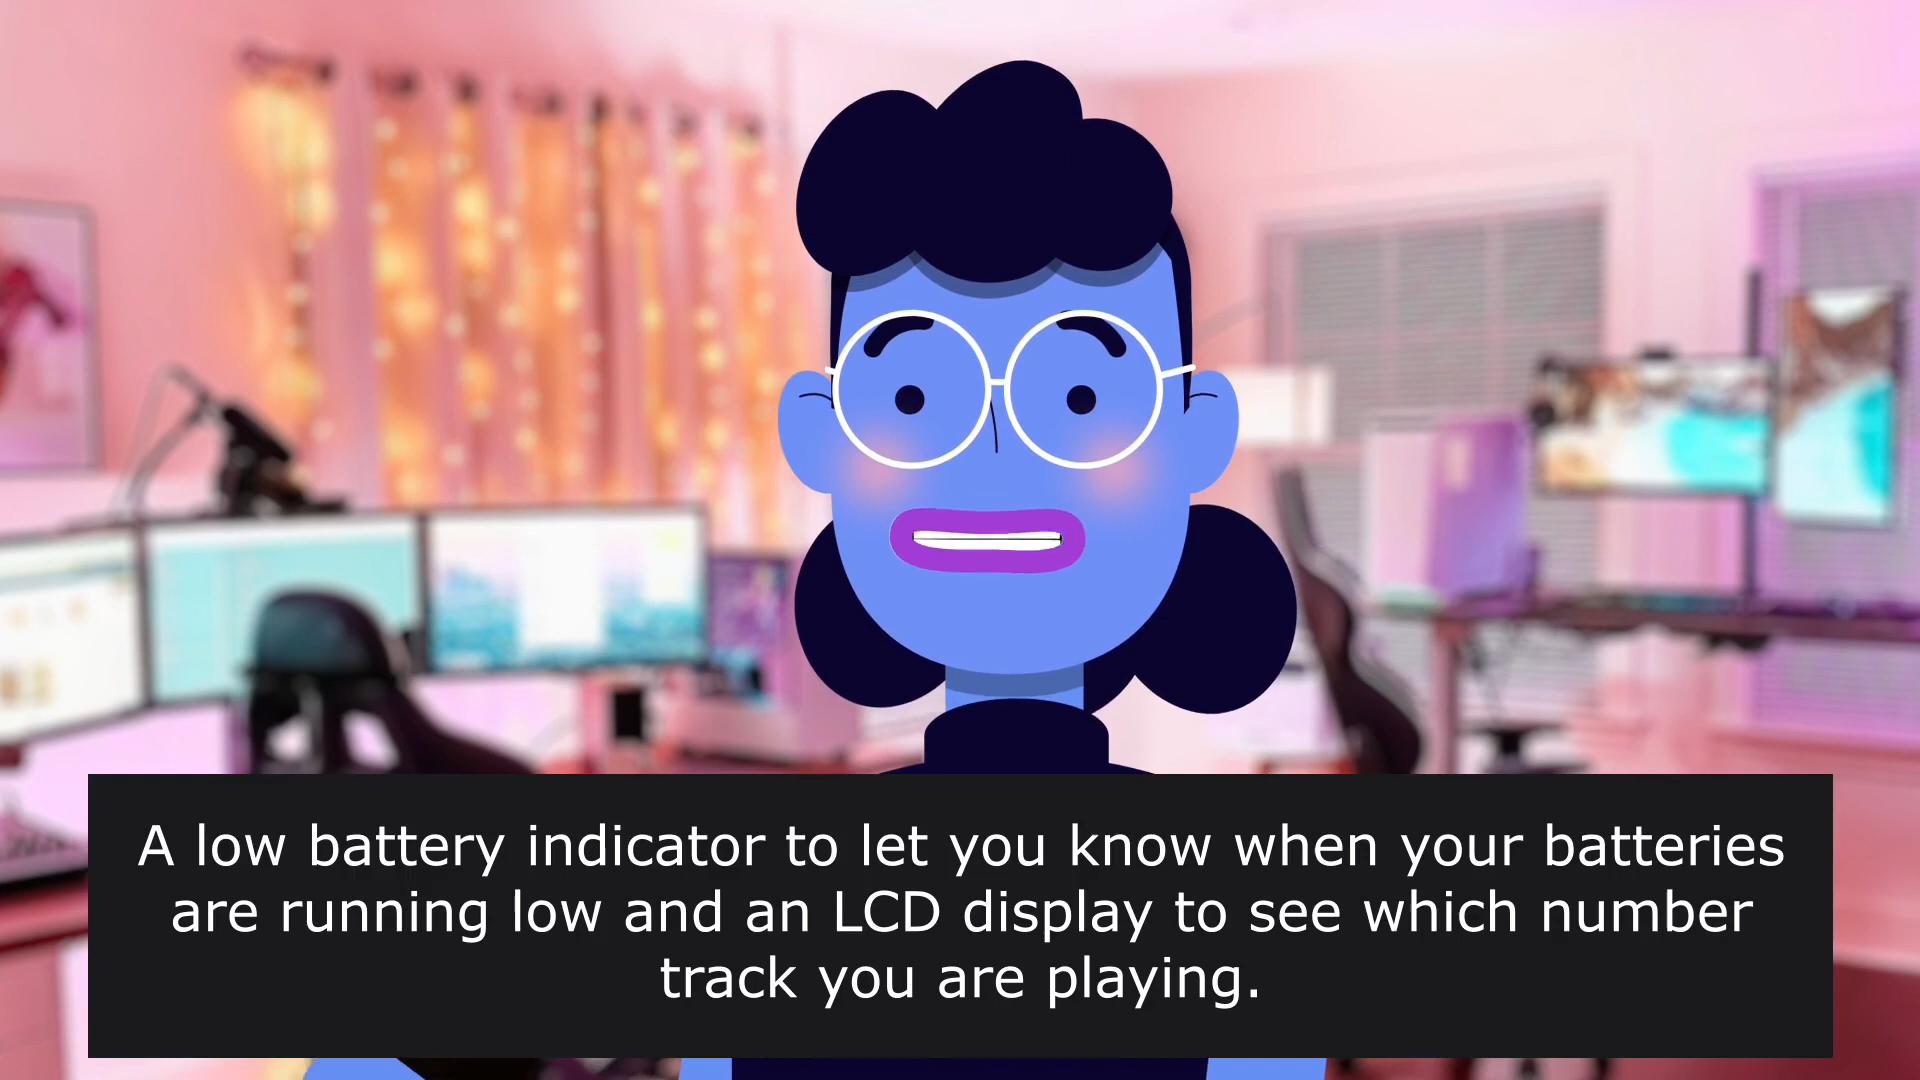 A low battery indicator to let you know when your batteries
are running low and an LCD display to see which number
track you are playing.